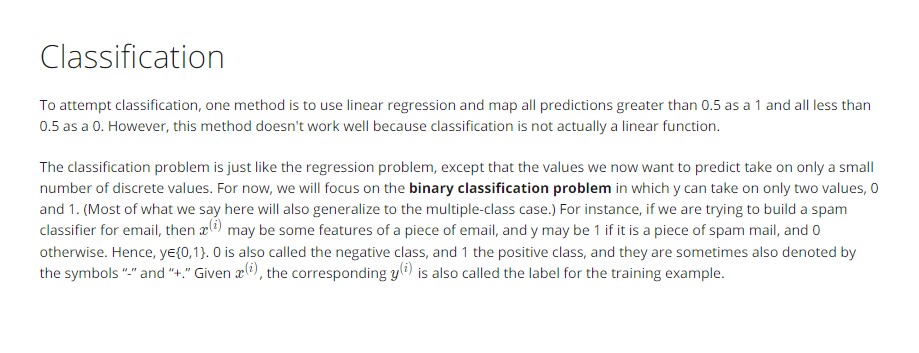 Classification
To attempt classification, one method is to use linear regression and map all predictions greater than 0.5 as a 1 and all less than
0.5 as a 0. However, this method doesn't work well because classification is not actually a linear function.
The classification problem is just like the regression problem, except that the values we now want to predict take on only a small
number of discrete values. For now, we will focus on the binary classification problem in which y can take on only two values, 0
and 1. (Most of what we say here will also generalize to the multiple-class case.) For instance, if we are trying to build a spam
classifier for email, then x^{(i)} may be some features of a piece of email, and y may be 1 if it is a piece of spam mail, and 0
otherwise. Hence, y∈{0,1}. 0 is also called the negative class, and 1 the positive class, and they are sometimes also denoted by
the symbols “-” and “+.” Given x^{(i)}, the corresponding y^{(i)} is also called the label for the training example.